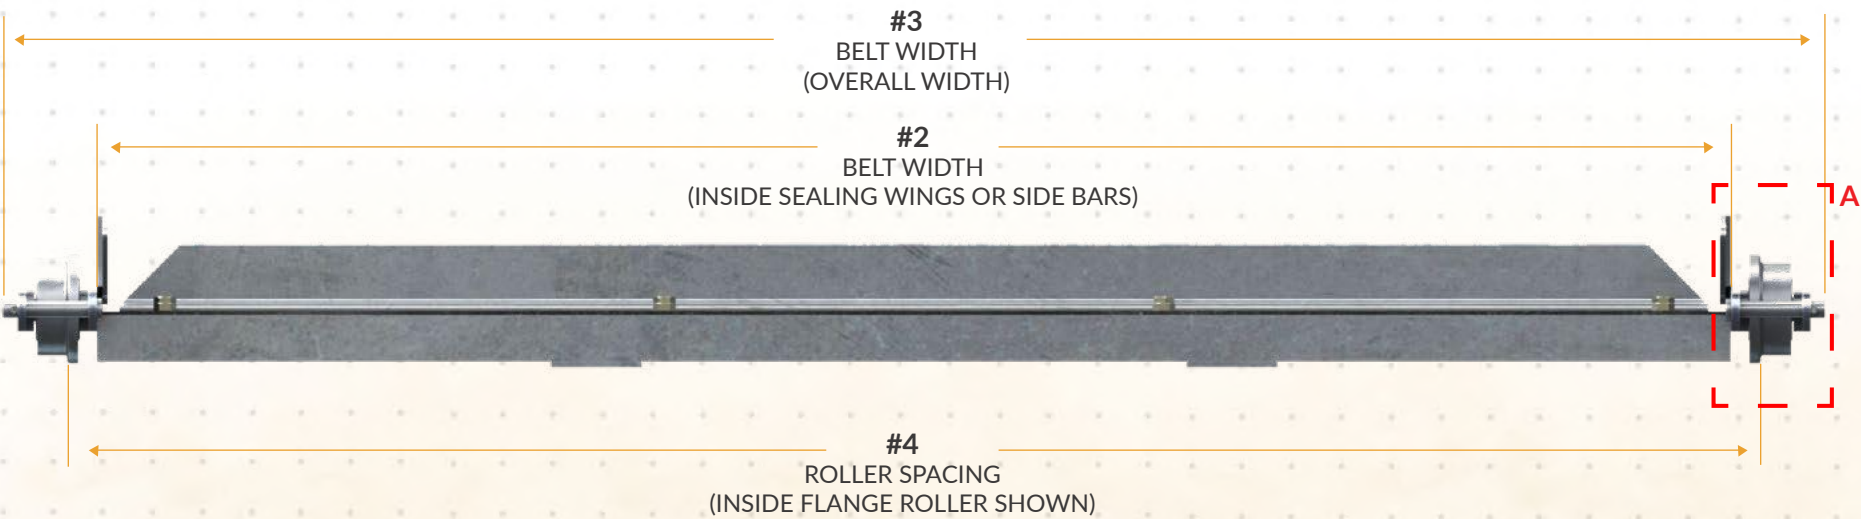 #3
BELT WIDTH
(OVERALL WIDTH)
#2
BELT WIDTH
(INSIDE SEALING WINGS OR SIDE BARS)
A
#4
ROLLER SPACING
(INSIDE FLANGE ROLLER SHOWN)